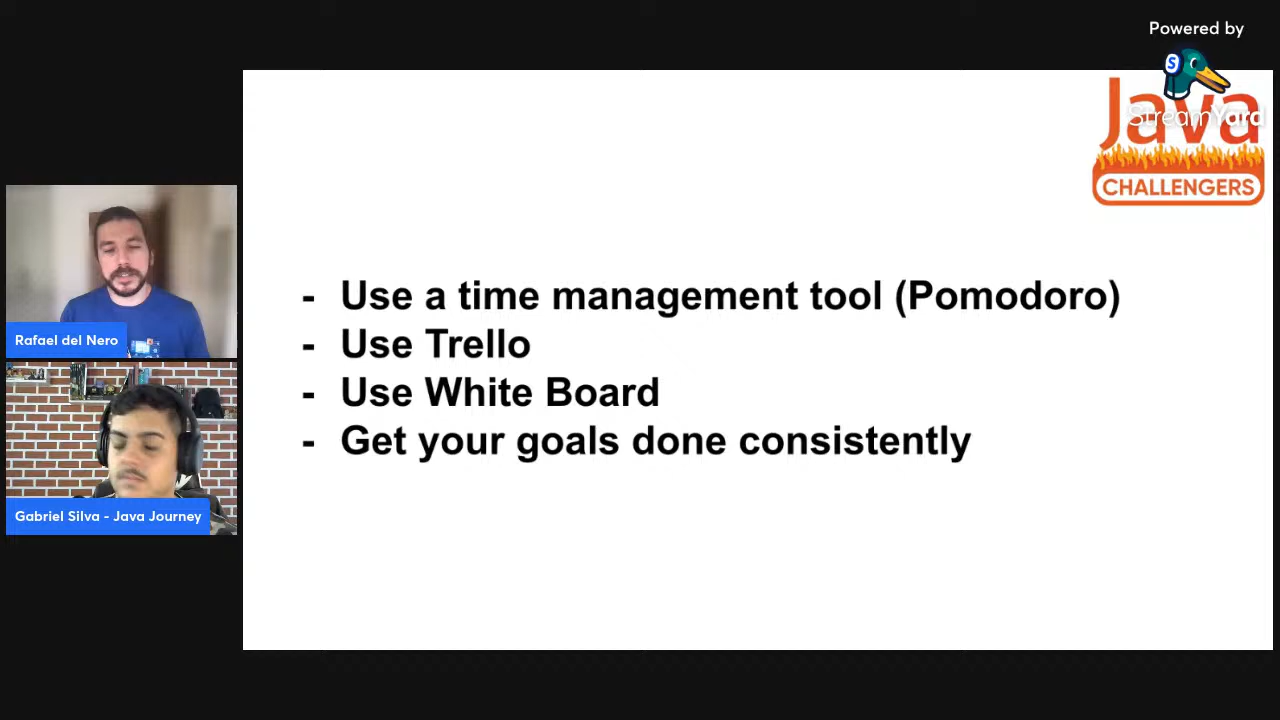 Powered by
StreamYard
Java
CHALLENGERS
- Use a time management tool (Pomodoro)
- Use Trello
- Use White Board
- Get your goals done consistently
Rafael del Nero
Gabriel Silva - Java Journey